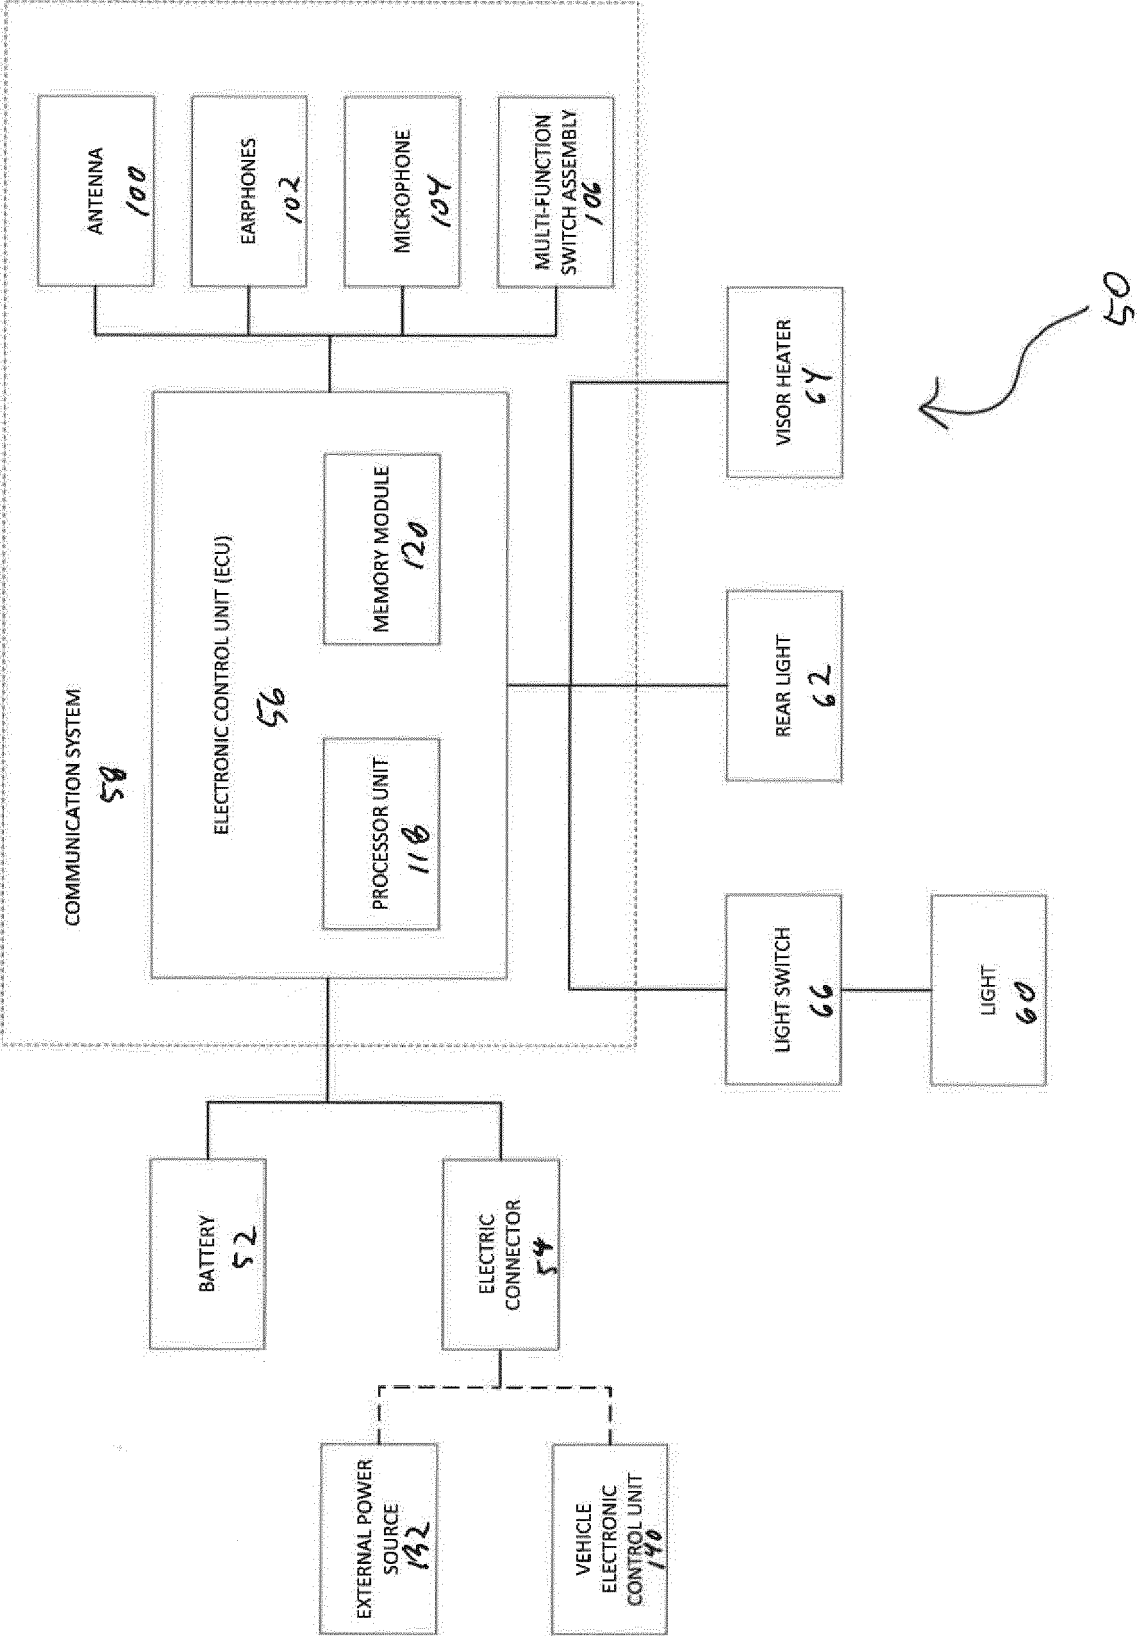 COMMUNICATION SYSTEM
58
ANTENNA
100
EARPHONES
102
MICROPHONE
104
MULTI-FUNCTION
SWITCH ASSEMBLY
106
ELECTRONIC CONTROL UNIT (ECU)
56
PROCESSOR UNIT
118
MEMORY MODULE
120
BATTERY
52
ELECTRIC
CONNECTOR
54
EXTERNAL POWER
SOURCE
132
VEHICLE
ELECTRONIC
CONTROL UNIT
140
LIGHT SWITCH
66
LIGHT
60
REAR LIGHT
62
VISOR HEATER
64
50